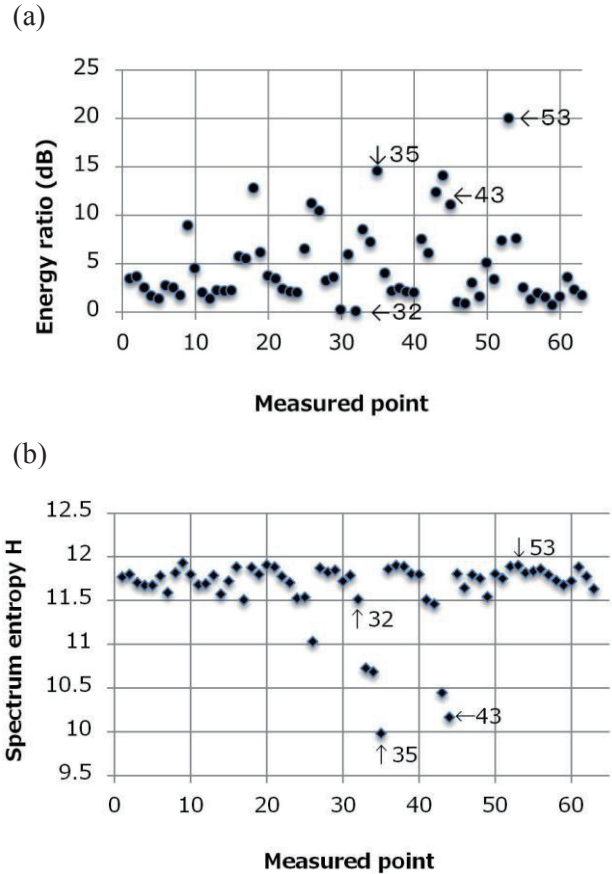 (a)
25
20
15
10
5
0
0 10 20 30 40 50 60
Energy ratio (dB)
Measured point
←53
↓35
←43
←32
(b)
12.5
12
11.5
11
10.5
10
9.5
0 10 20 30 40 50 60
Spectrum entropy H
Measured point
↓53
↑32
←43
↑35